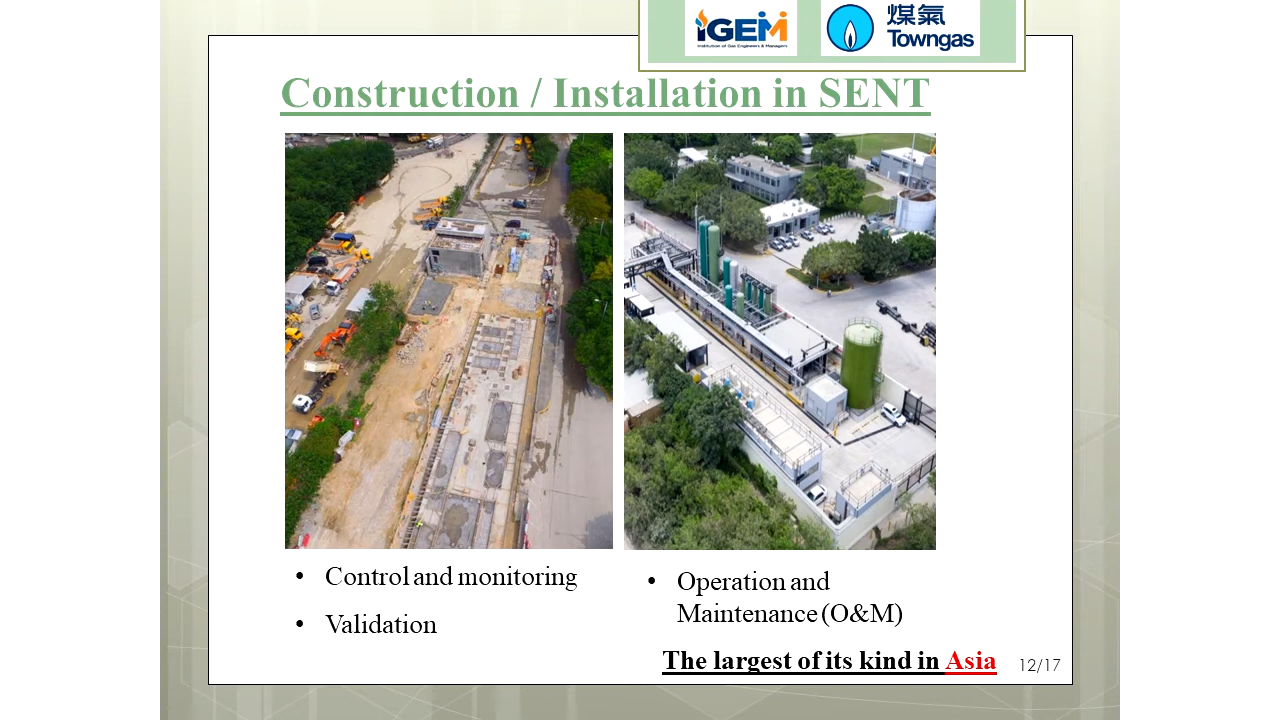 IGEM
Institution of Gas Engineers & Managers
煤氣
Towngas
Construction / Installation in SENT
• Control and monitoring
• Validation
• Operation and
Maintenance (O&M)
The largest of its kind in Asia
12/17